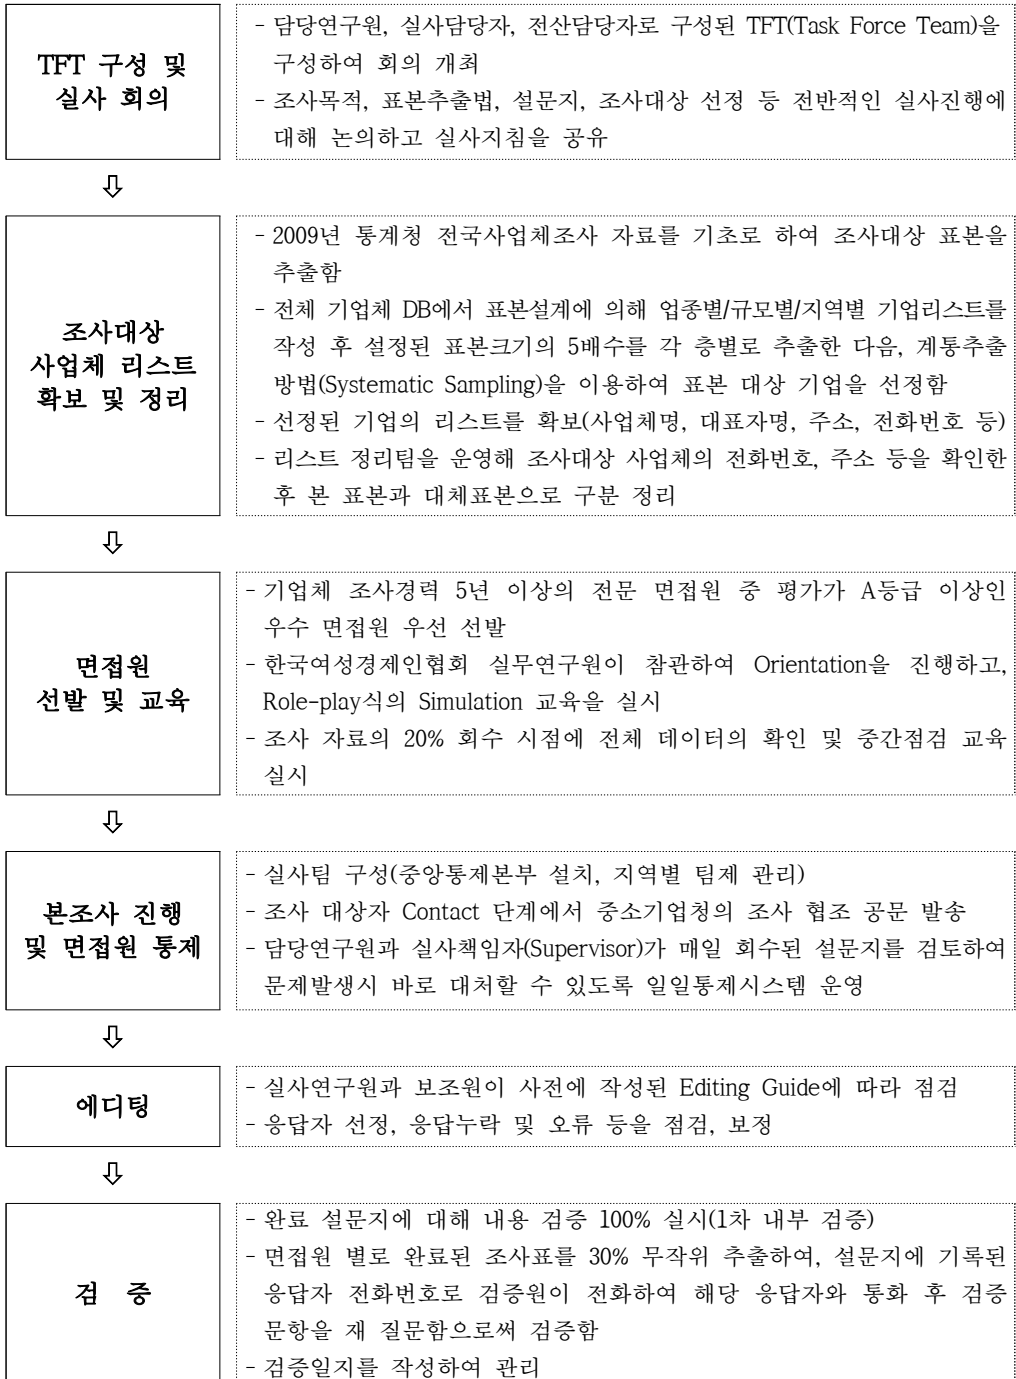 TFT 구성 및
실사 회의
- 담당연구원, 실사담당자, 전산담당자로 구성된 TFT(Task Force Team)을
구성하여 회의 개최
- 조사목적, 표본추출법, 설문지, 조사대상 선정 등 전반적인 실사진행에
대해 논의하고 실사지침을 공유
⇩
조사대상
사업체 리스트
확보 및 정리
- 2009년 통계청 전국사업체조사 자료를 기초로 하여 조사대상 표본을
추출함
- 전체 기업체 DB에서 표본설계에 의해 업종별/규모별/지역별 기업리스트를
작성 후 설정된 표본크기의 5배수를 각 층별로 추출한 다음, 계통추출
방법(Systematic Sampling)을 이용하여 표본 대상 기업을 선정함
- 선정된 기업의 리스트를 확보(사업체명, 대표자명, 주소, 전화번호 등)
- 리스트 정리팀을 운영해 조사대상 사업체의 전화번호, 주소 등을 확인한
후 본 표본과 대체표본으로 구분 정리
⇩
면접원
선발 및 교육
- 기업체 조사경력 5년 이상의 전문 면접원 중 평가가 A등급 이상인
우수 면접원 우선 선발
- 한국여성경제인협회 실무연구원이 참관하여 Orientation을 진행하고,
Role-play식의 Simulation 교육을 실시
- 조사 자료의 20% 회수 시점에 전체 데이터의 확인 및 중간점검 교육
실시
⇩
본조사 진행
및 면접원 통제
- 실사팀 구성(중앙통제본부 설치, 지역별 팀제 관리)
- 조사 대상자 Contact 단계에서 중소기업청의 조사 협조 공문 발송
- 담당연구원과 실사책임자(Supervisor)가 매일 회수된 설문지를 검토하여
문제발생시 바로 대처할 수 있도록 일일통제시스템 운영
⇩
에디팅
- 실사연구원과 보조원이 사전에 작성된 Editing Guide에 따라 점검
- 응답자 선정, 응답누락 및 오류 등을 점검, 보정
⇩
검 증
- 완료 설문지에 대해 내용 검증 100% 실시(1차 내부 검증)
- 면접원 별로 완료된 조사표를 30% 무작위 추출하여, 설문지에 기록된
응답자 전화번호로 검증원이 전화하여 해당 응답자와 통화 후 검증
문항을 재 질문함으로써 검증함
- 검증일지를 작성하여 관리